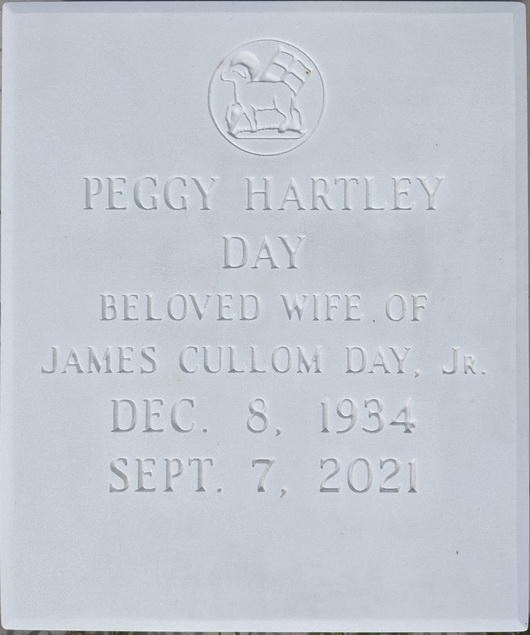 PEGGY HARTLEY
DAY
BELOVED WIFE OF
JAMES CULLOM DAY, JR.
DEC. 8, 1934
SEPT. 7, 2021